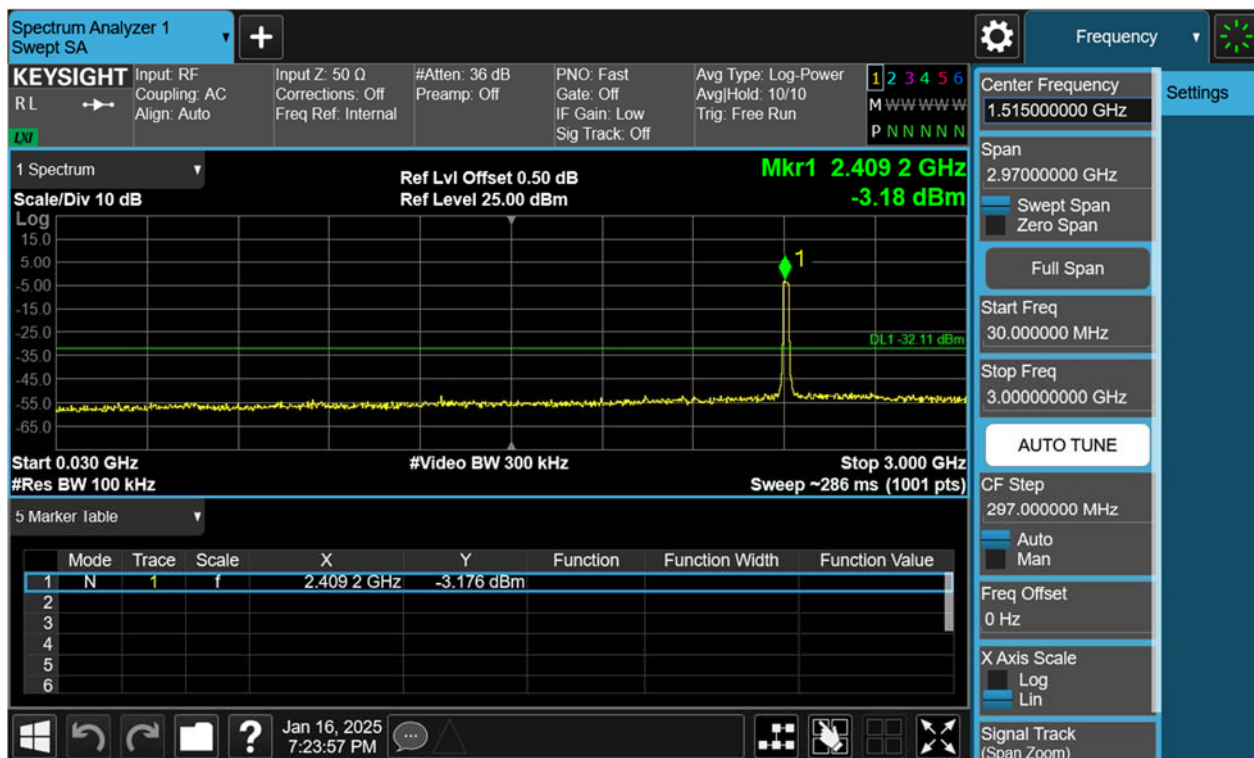 Spectrum Analyzer 1
Swept SA
Frequency
KEYSIGHT
R L
LXI
Input: RF
Coupling: AC
Align: Auto
Input Z: 50 Ω
Corrections: Off
Freq Ref: Internal
#Atten: 36 dB
Preamp: Off
PNO: Fast
Gate: Off
IF Gain: Low
Sig Track: Off
Avg Type: Log-Power
Avg|Hold: 10/10
Trig: Free Run
1 2 3 4 5 6
M W W W W W W
P N N N N N N
1 Spectrum
Scale/Div 10 dB
Ref Lvl Offset 0.50 dB
Ref Level 25.00 dBm
Mkr1 2.409 2 GHz
-3.18 dBm
Log
15.0
5.00
-5.00
-15.0
-25.0
-35.0
-45.0
-55.0
-65.0
1
DL1 -32.11 dBm
Start 0.030 GHz
#Video BW 300 kHz
Stop 3.000 GHz
#Res BW 100 kHz
Sweep ~286 ms (1001 pts)
5 Marker Table
Mode Trace Scale X Y Function Function Width Function Value
1 N 1 f 2.409 2 GHz -3.176 dBm
2
3
4
5
6
Jan 16, 2025
7:23:57 PM
Center Frequency
1.515000000 GHz
Settings
Span
2.97000000 GHz
Swept Span
Zero Span
Full Span
Start Freq
30.000000 MHz
Stop Freq
3.000000000 GHz
AUTO TUNE
CF Step
297.000000 MHz
Auto
Man
Freq Offset
0 Hz
X Axis Scale
Log
Lin
Signal Track
(Span Zoom)